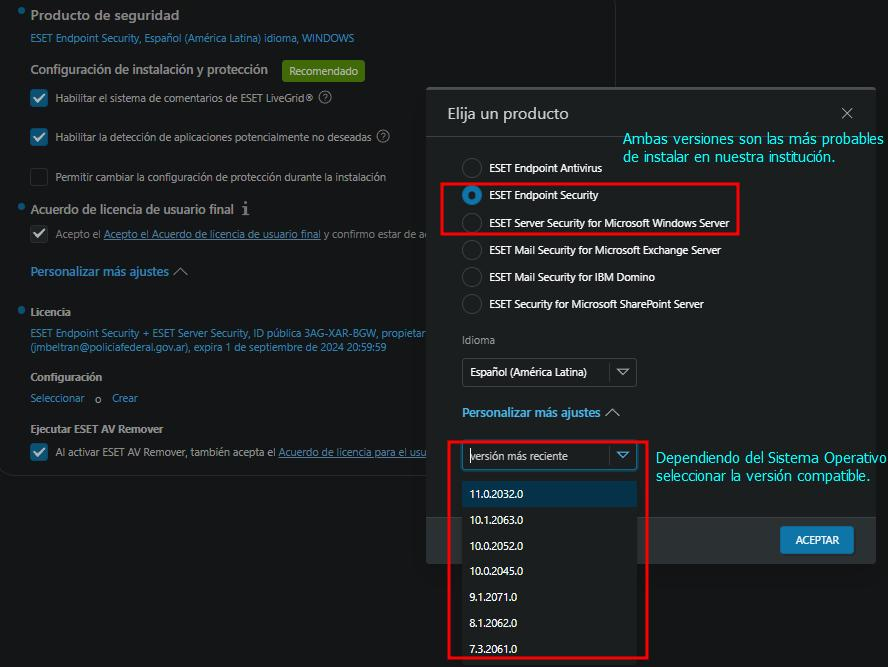 Producto de seguridad
ESET Endpoint Security, Español (América Latina) idioma, WINDOWS
Configuración de instalación y protección
Recomendado
Habilitar el sistema de comentarios de ESET LiveGrid®
Habilitar la detección de aplicaciones potencialmente no deseadas
Permitir cambiar la configuración de protección durante la instalación
Acuerdo de licencia de usuario final
Acepto el Acuerdo de licencia de usuario final y confirmo estar de
Personalizar más ajustes
Licencia
ESET Endpoint Security + ESET Server Security, ID pública 3AG-XAR-BGW, propietar
(jmbeltran@policiafederal.gov.ar), expira 1 de septiembre de 2024 20:59:59
Configuración
Seleccionar o Crear
Ejecutar ESET AV Remover
Al activar ESET AV Remover, también acepta el Acuerdo de licencia para el usu
Elija un producto
Ambas versiones son las más probables
de instalar en nuestra institución.
ESET Endpoint Antivirus
ESET Endpoint Security
ESET Server Security for Microsoft Windows Server
ESET Mail Security for Microsoft Exchange Server
ESET Mail Security for IBM Domino
ESET Security for Microsoft SharePoint Server
Idioma
Español (América Latina)
Personalizar más ajustes
versión más reciente
Dependiendo del Sistema Operativo
seleccionar la versión compatible.
11.0.2032.0
10.1.2063.0
10.0.2052.0
10.0.2045.0
9.1.2071.0
8.1.2062.0
7.3.2061.0
ACEPTAR